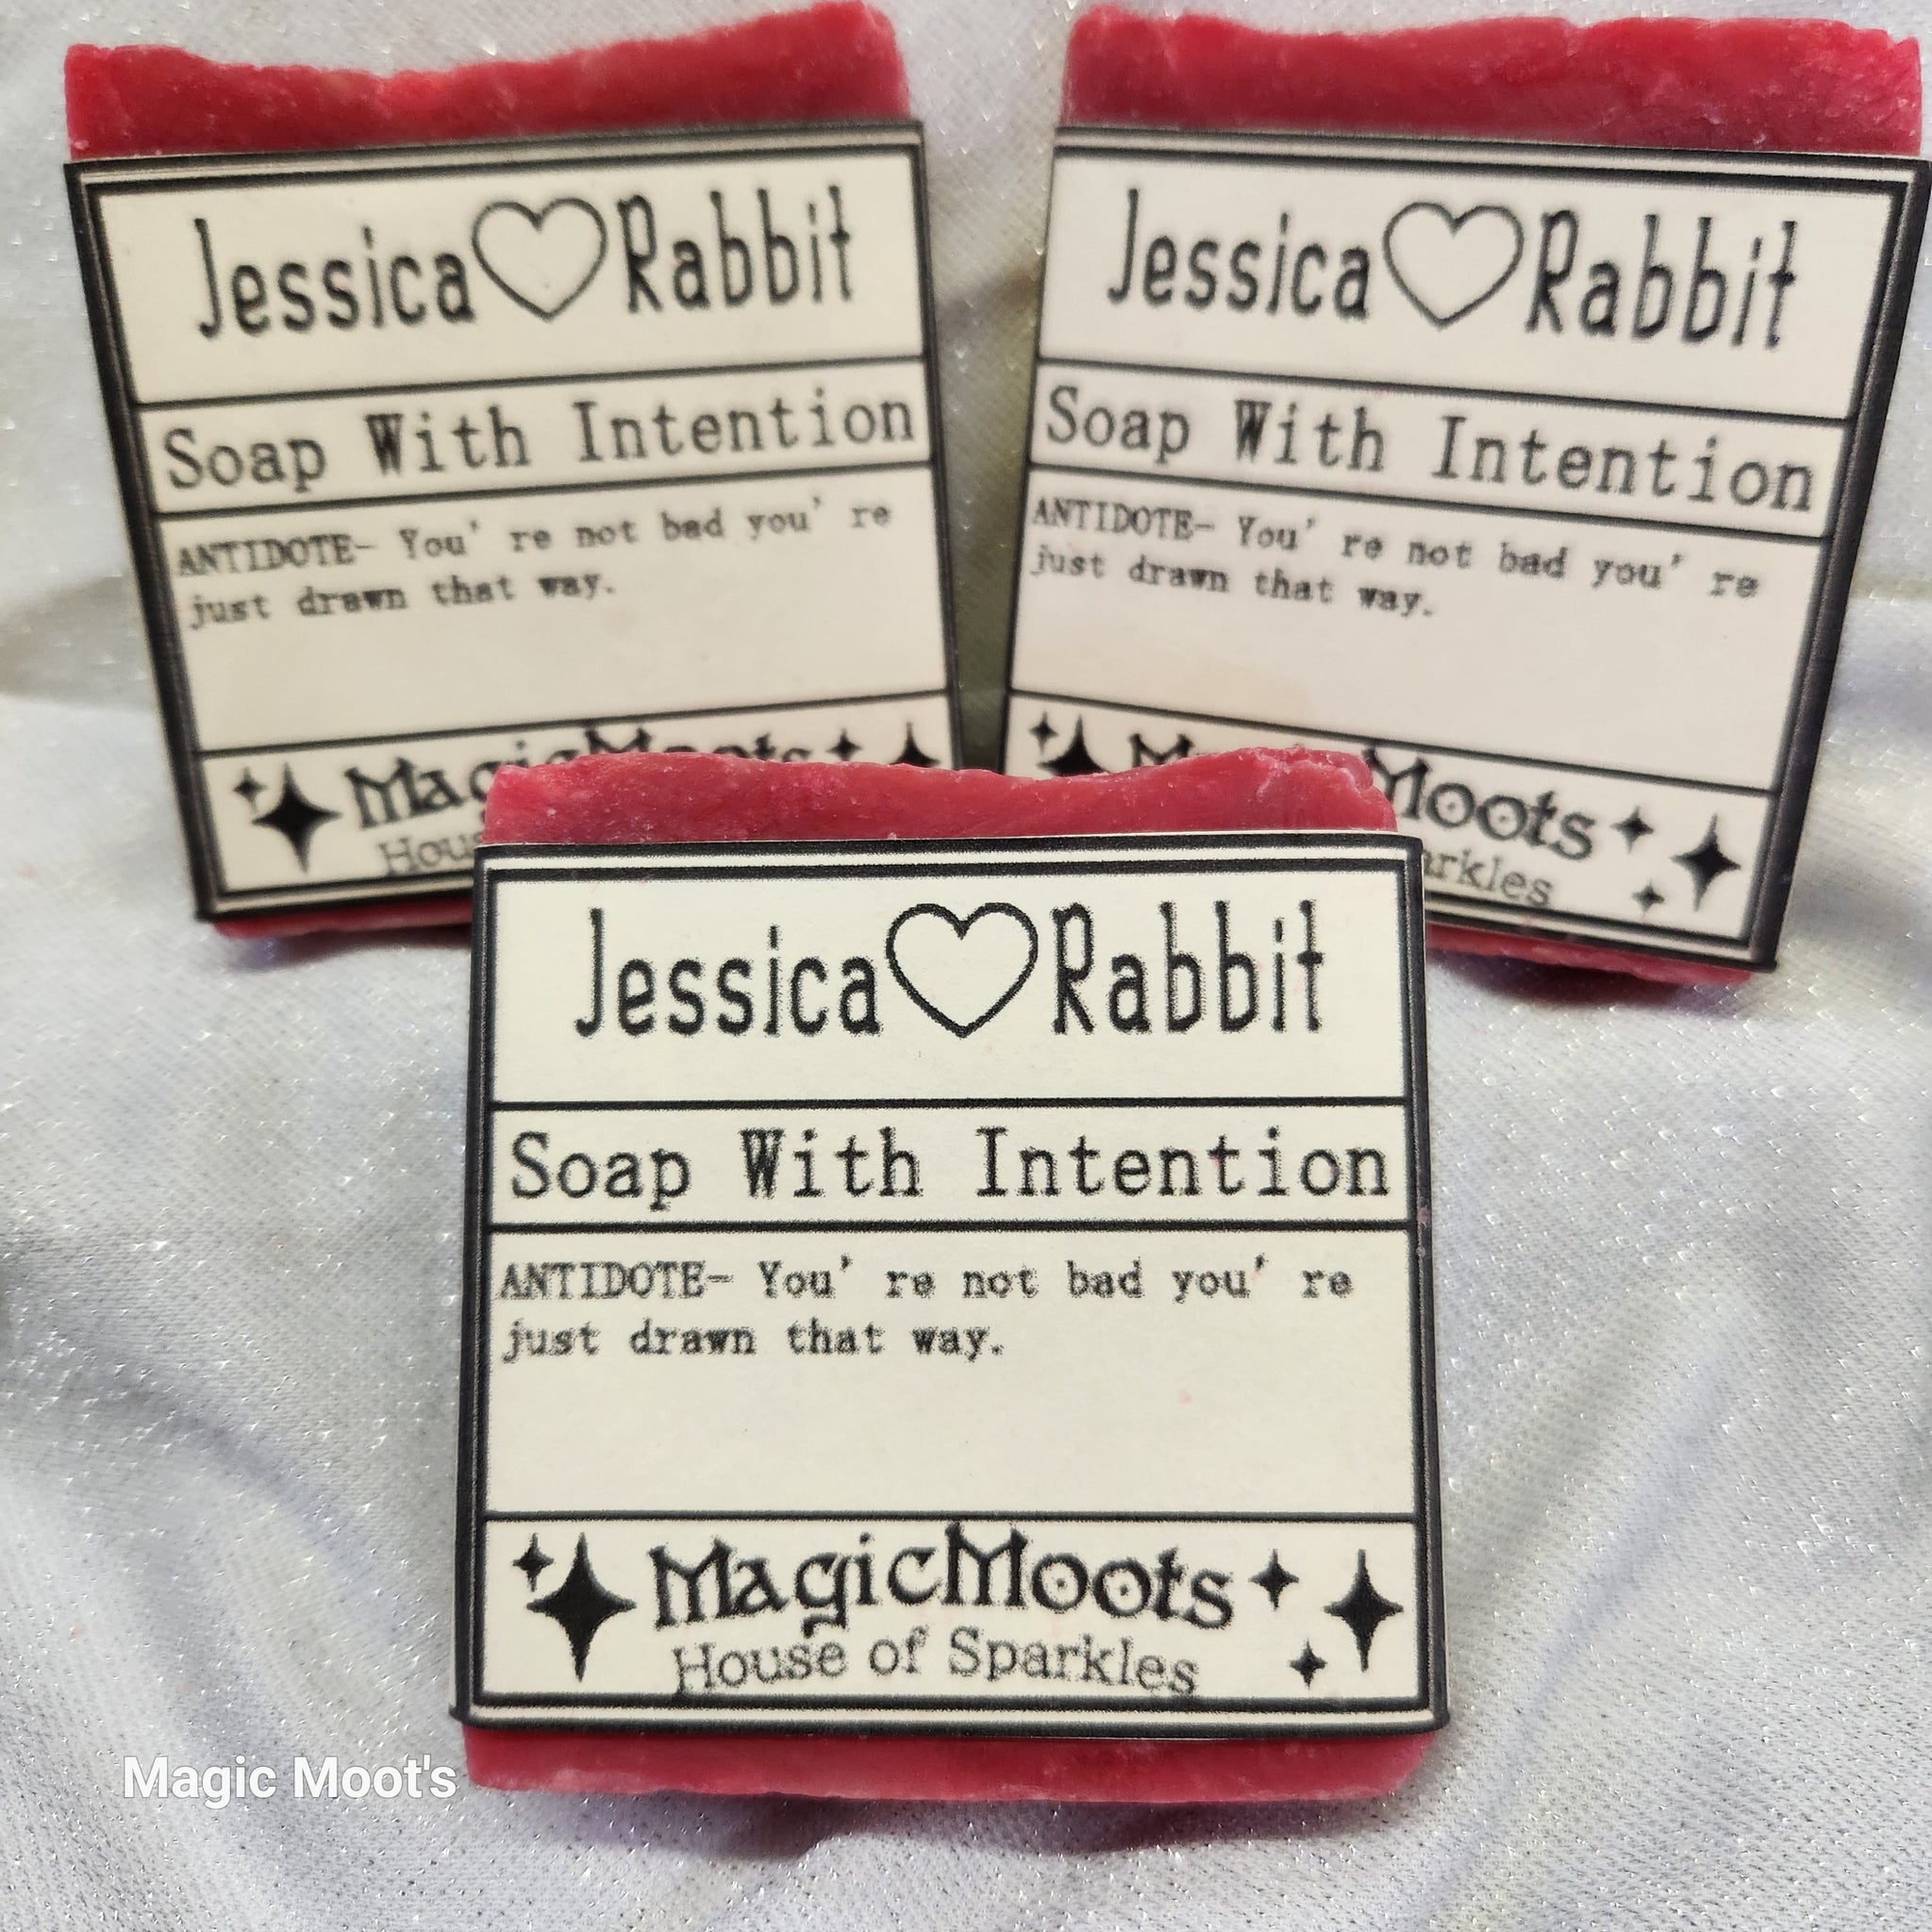 Jessica Rabbit
Soap With Intention
ANTIDOTE- You' re not bad you' re
just drawn that way.
Jessica Rabbit
Soap With Intention
ANTIDOTE- You' re not bad you' re
just drawn that way.
MagicMoots
Moots
Jessica Rabbit
Soap With Intention
ANTIDOTE- You' re not bad you' re
just drawn that way.
MagicMoots
House of Sparkles
Magic Moot's